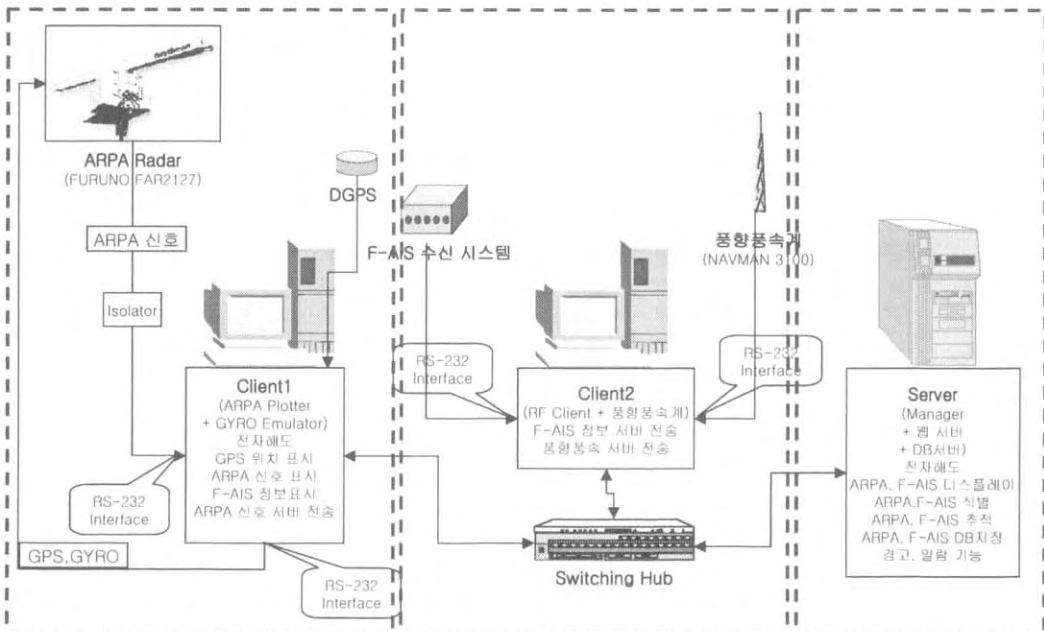 ARPA Radar
(FURUNO FAR2127)
ARPA 신호
Isolator
DGPS
Client1
(ARPA Plotter
+ GYRO Emulator)
전자해도
GPS 위치 표시
ARPA 신호 표시
F-AIS 정보표시
ARPA 신호 서버 전송
RS-232
Interface
GPS,GYRO
RS-232
Interface
F-AIS 수신 시스템
풍향풍속계
(NAVMAN 3100)
RS-232
Interface
RS-232
Interface
Client2
(RF Client + 풍향풍속계)
F-AIS 정보 서버 전송
풍향풍속 서버 전송
Switching Hub
Server
(Manager
+ 웹 서버
+ DB서버)
전자해도
ARPA, F-AIS 디스플레이
ARPA,F-AIS 식별
ARPA, F-AIS 추적
ARPA, F-AIS DB저장
경고, 알람 기능